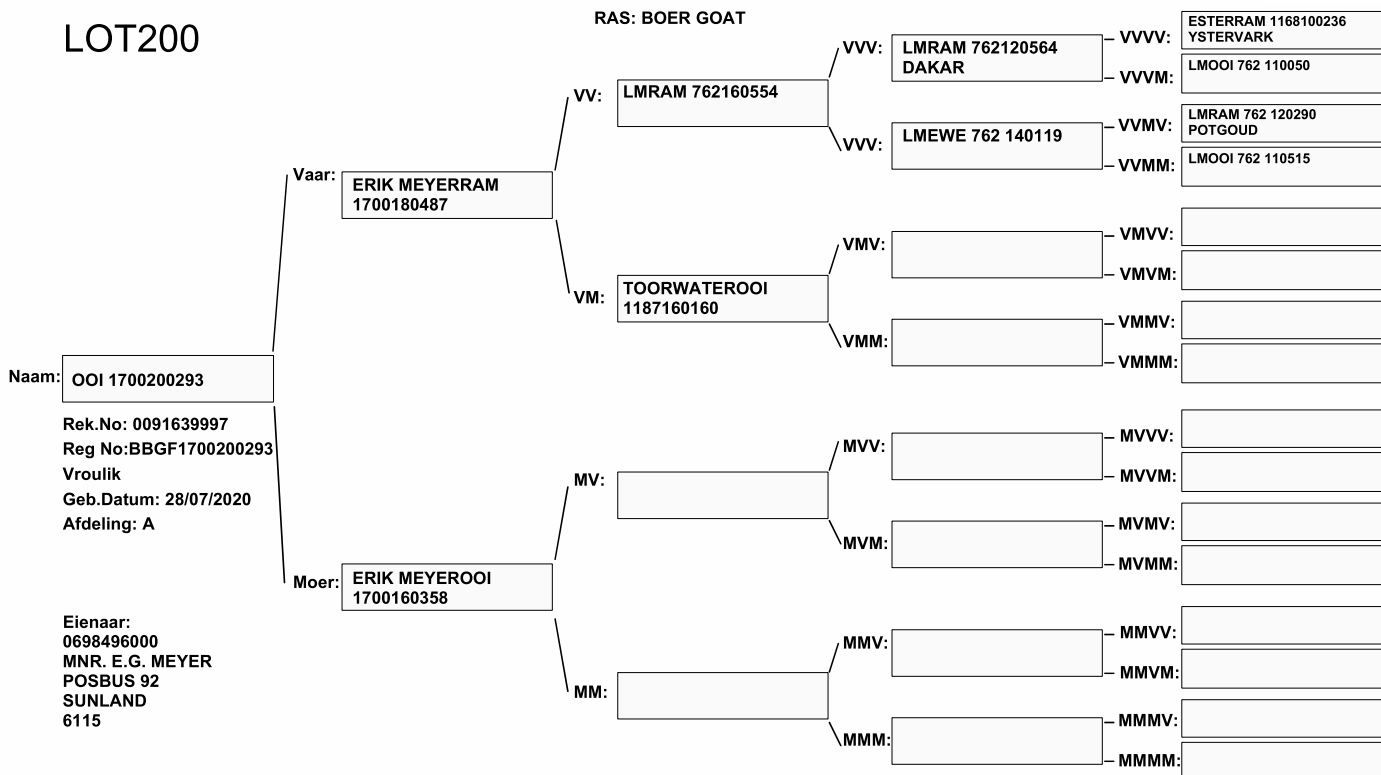 LOT200
RAS: BOER GOAT
Naam:
OOI 1700200293
Rek.No: 0091639997
Reg No:BBGF1700200293
Vroulik
Geb.Datum: 28/07/2020
Afdeling: A
Eienaar:
0698496000
MNR. E.G. MEYER
POSBUS 92
SUNLAND
6115
Vaar:
ERIK MEYERRAM
1700180487
Moer:
ERIK MEYEROOI
1700160358
VV:
LMRAM 762160554
VM:
TOORWATEROOI
1187160160
MV:
MM:
VVV:
LMRAM 762120564
DAKAR
VVV:
LMEWE 762 140119
VMV:
VMM:
MVV:
MVM:
MMV:
MMM:
VVVV:
ESTERRAM 1168100236
YSTERVARK
VVVM:
LMOOI 762 110050
VVMV:
LMRAM 762 120290
POTGOUD
VVMM:
LMOOI 762 110515
VMVV:
VMVM:
VMMV:
VMMM:
MVVV:
MVVM:
MVMV:
MVMM:
MMVV:
MMVM:
MMMV:
MMMM: